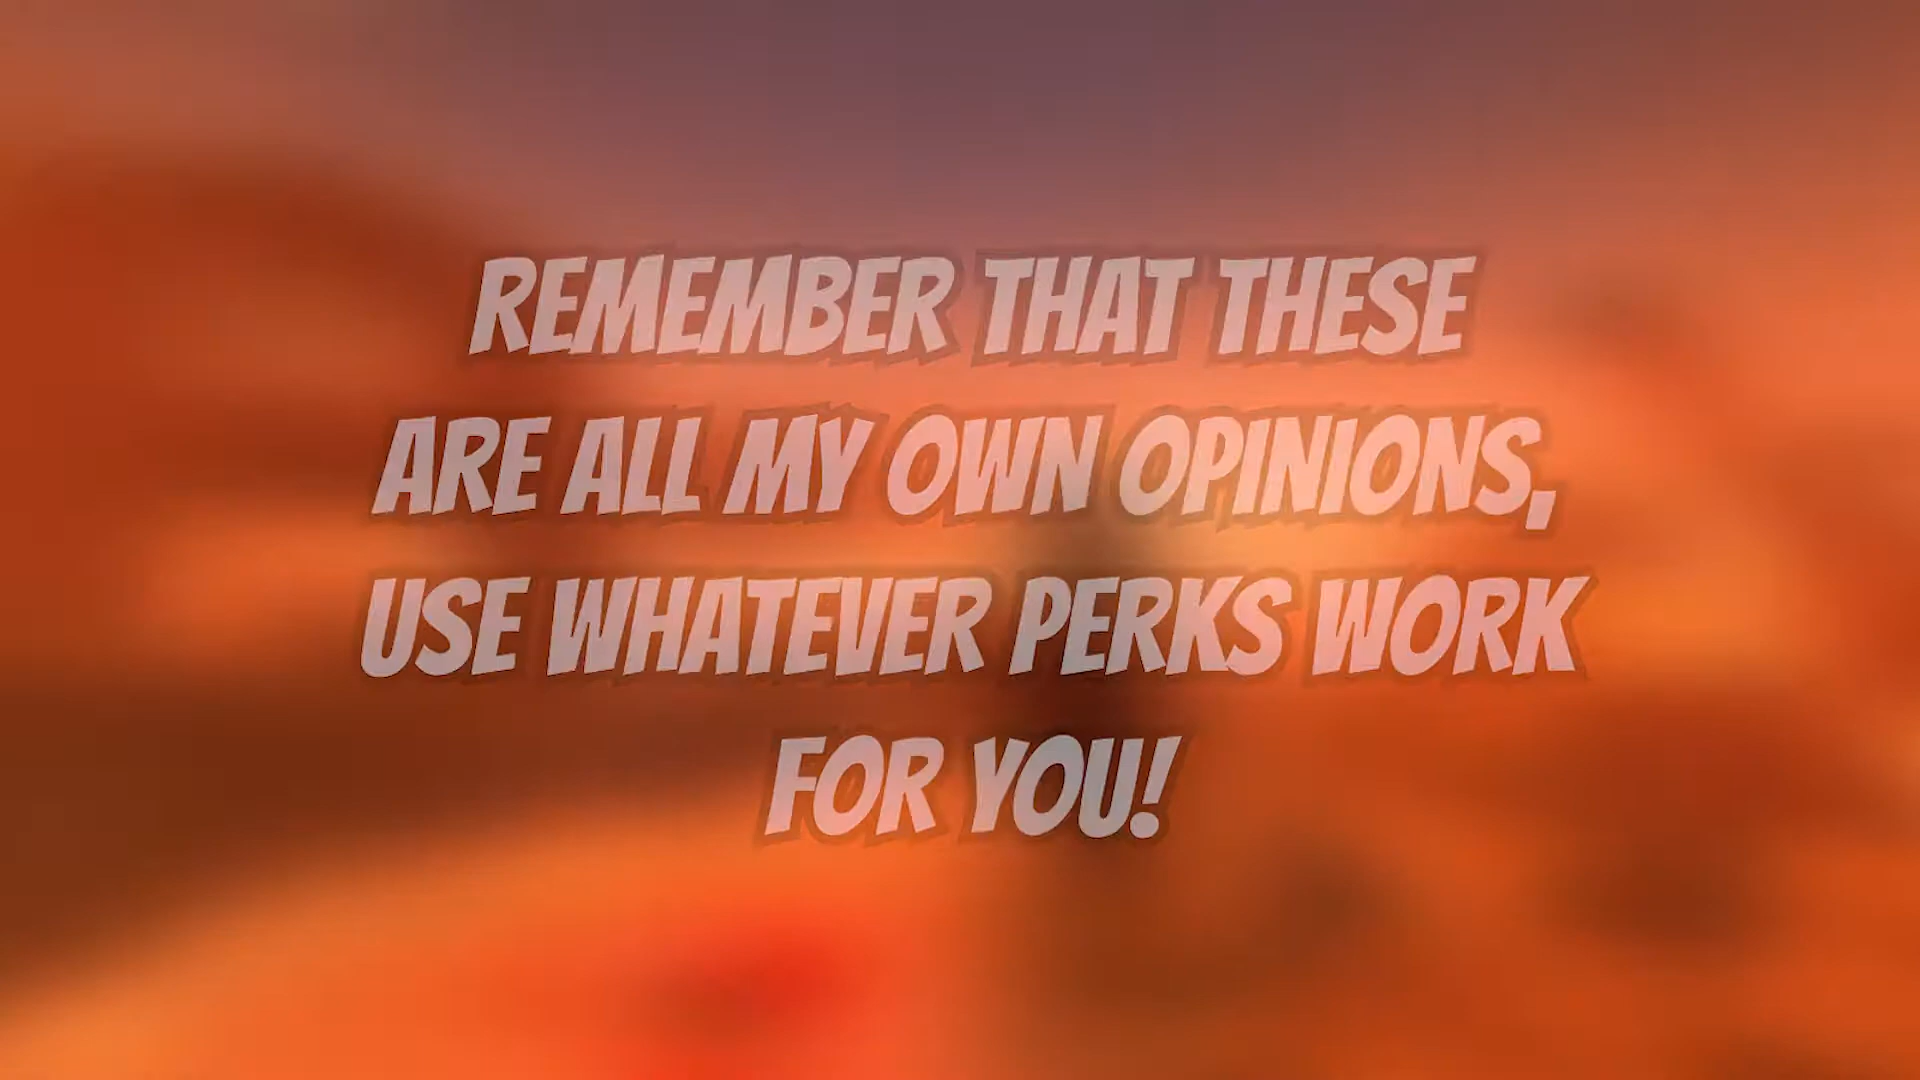 REMEMBER THAT THESE
ARE ALL MY OWN OPINIONS,
USE WHATEVER PERKS WORK
FOR YOU!